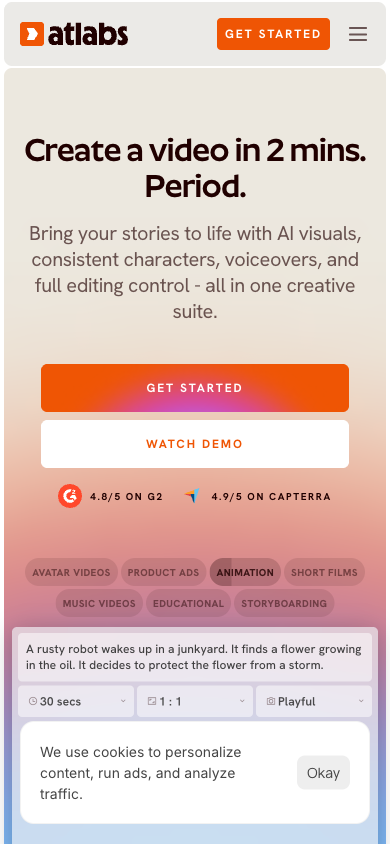 atlabs
GET STARTED
Create a video in 2 mins.
Period.
Bring your stories to life with AI visuals,
consistent characters, voiceovers, and
full editing control - all in one creative
suite.
GET STARTED
WATCH DEMO
4.8/5 ON G2
4.9/5 ON CAPTERRA
AVATAR VIDEOS
PRODUCT ADS
ANIMATION
SHORT FILMS
MUSIC VIDEOS
EDUCATIONAL
STORYBOARDING
A rusty robot wakes up in a junkyard. It finds a flower growing
in the oil. It decides to protect the flower from a storm.
30 secs
1 : 1
Playful
We use cookies to personalize
content, run ads, and analyze
traffic.
Okay